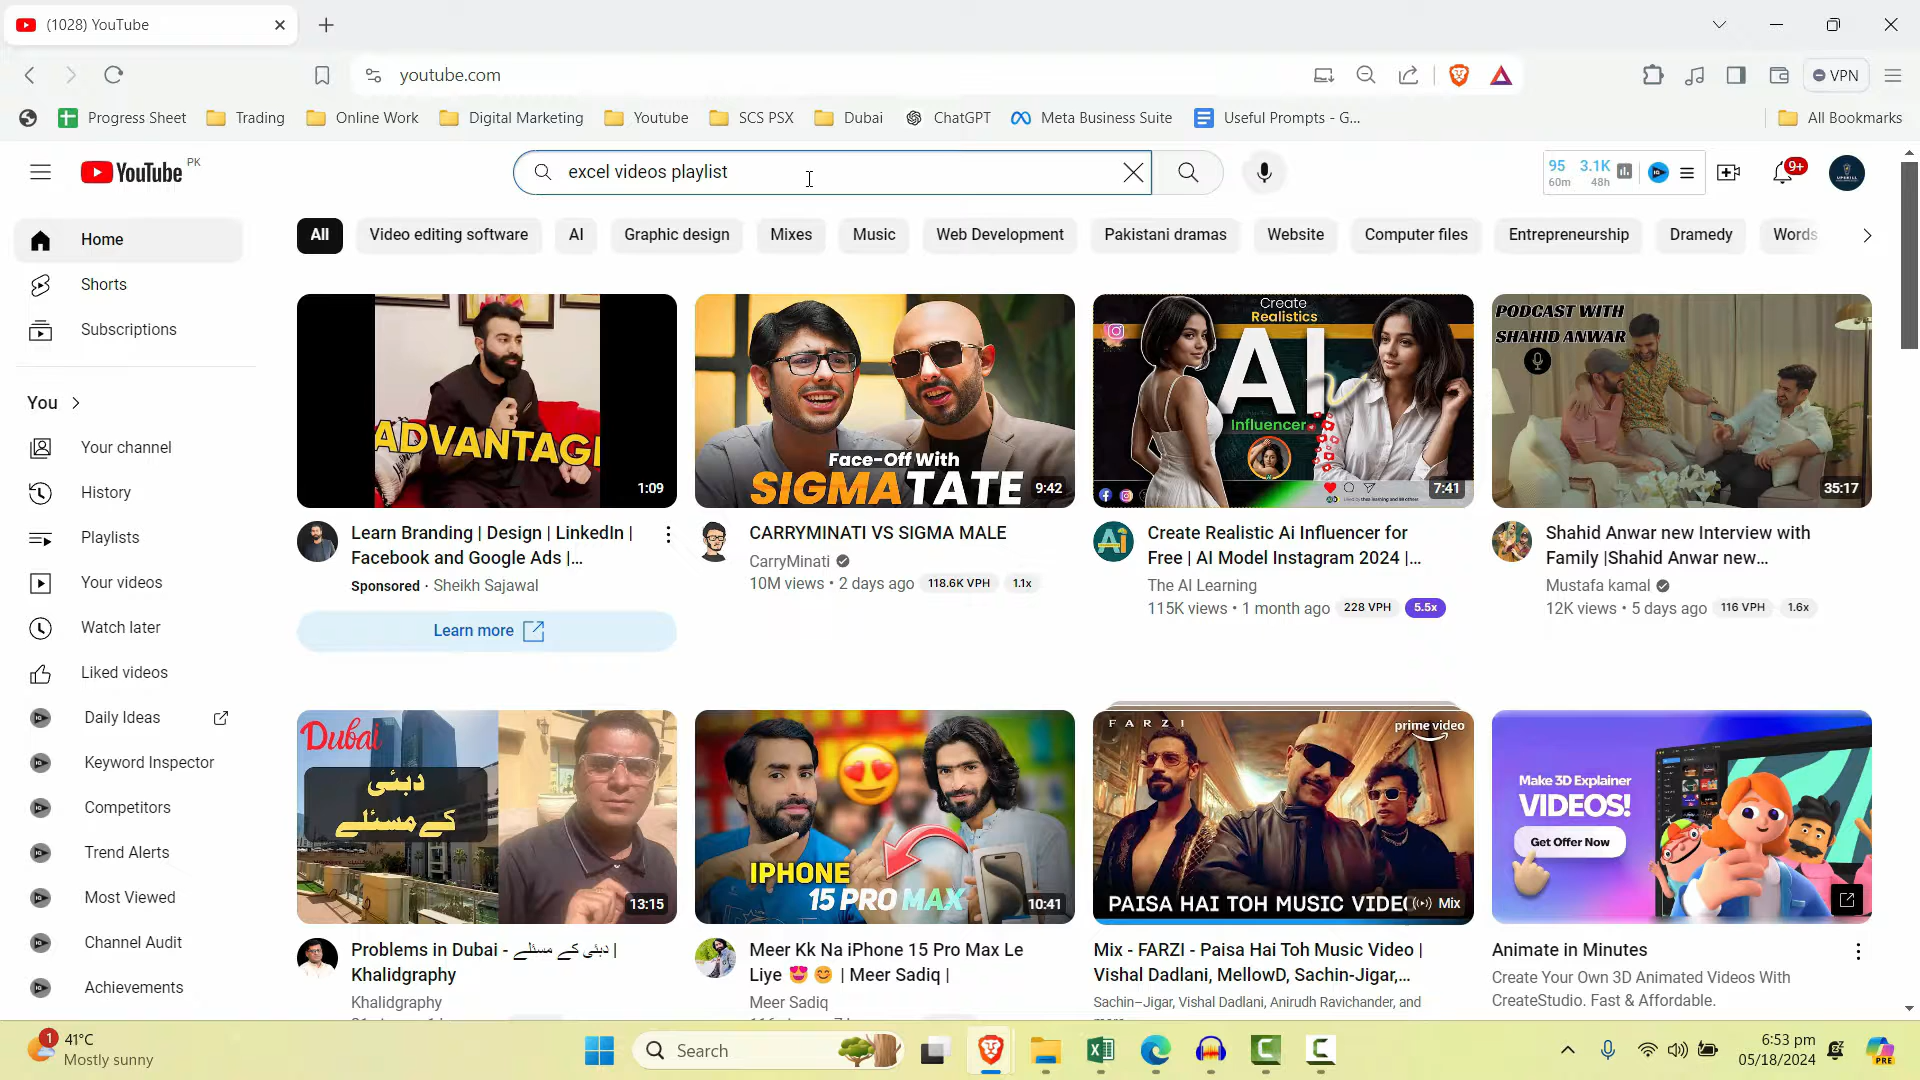 (1028) YouTube
youtube.com
VPN
Progress Sheet
Trading
Online Work
Digital Marketing
Youtube
SCS PSX
Dubai
ChatGPT
Meta Business Suite
Useful Prompts - G...
All Bookmarks
YouTube PK
excel videos playlist
95 3.1K
60m 48h
9+
All
Video editing software
AI
Graphic design
Mixes
Music
Web Development
Pakistani dramas
Website
Computer files
Entrepreneurship
Dramedy
Words
Home
Shorts
Subscriptions
You
Your channel
History
Playlists
Your videos
Watch later
Liked videos
Daily Ideas
Keyword Inspector
Competitors
Trend Alerts
Most Viewed
Channel Audit
Achievements
ADVANTAGE
1:09
Learn Branding | Design | LinkedIn |
Facebook and Google Ads |...
Sponsored · Sheikh Sajawal
Learn more
Face-Off With
SIGMA TATE
9:42
CARRYMINATI VS SIGMA MALE
CarryMinati
10M views • 2 days ago 118.6K VPH 1.1x
Create
Realistics
AI
Influencer
7:41
Create Realistic Ai Influencer for
Free | AI Model Instagram 2024 |...
The AI Learning
115K views • 1 month ago 228 VPH 5.5x
PODCAST WITH
SHAHID ANWAR
35:17
Shahid Anwar new Interview with
Family |Shahid Anwar new...
Mustafa kamal
12K views • 5 days ago 116 VPH 1.6x
Dubai
دبئی
کے مسئلے
13:15
Problems in Dubai - دبئی کے مسئلے |
Khalidgraphy
Khalidgraphy
IPHONE
15 PRO MAX
10:41
Meer Kk Na iPhone 15 Pro Max Le
Liye 😍 😊 | Meer Sadiq |
Meer Sadiq
FARZI
prime video
PAISA HAI TOH MUSIC VIDEO
Mix
Mix - FARZI - Paisa Hai Toh Music Video |
Vishal Dadlani, MellowD, Sachin-Jigar,...
Sachin–Jigar, Vishal Dadlani, Anirudh Ravichander, and
Make 3D Explainer
VIDEOS!
Get Offer Now
Animate in Minutes
Create Your Own 3D Animated Videos With
CreateStudio. Fast & Affordable.
1
41°C
Mostly sunny
Search
6:53 pm
05/18/2024
PRE